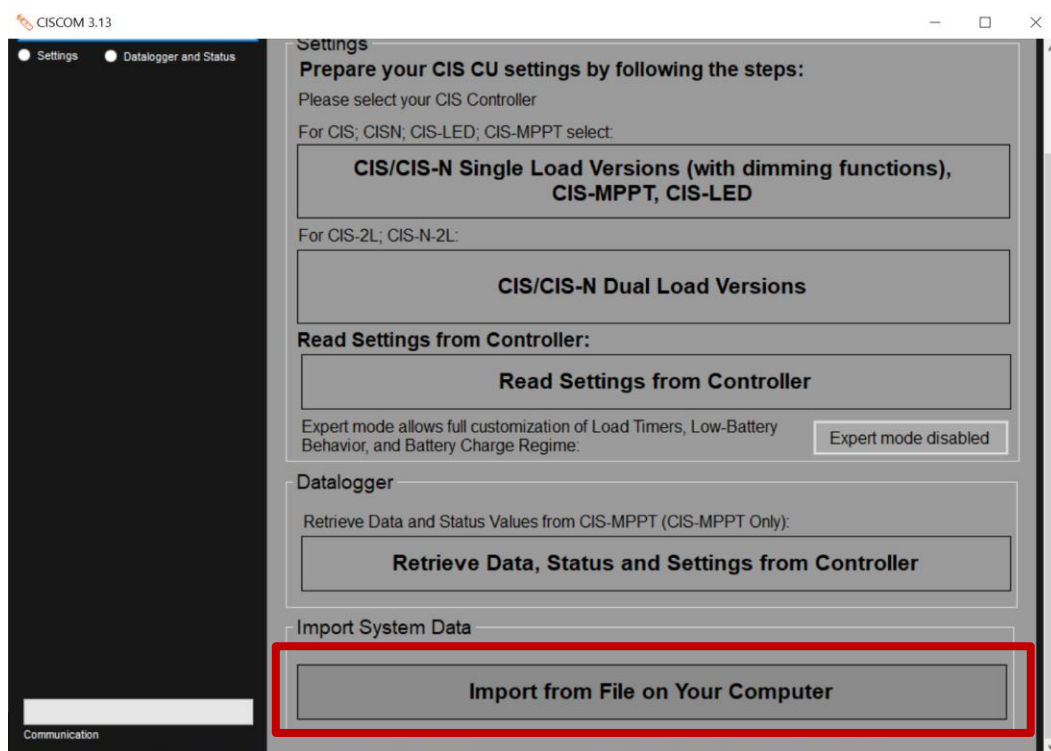 CISCOM 3.13
Settings
Datalogger and Status
Settings
Prepare your CIS CU settings by following the steps:
Please select your CIS Controller
For CIS; CISN; CIS-LED; CIS-MPPT select:
CIS/CIS-N Single Load Versions (with dimming functions),
CIS-MPPT, CIS-LED
For CIS-2L; CIS-N-2L:
CIS/CIS-N Dual Load Versions
Read Settings from Controller:
Read Settings from Controller
Expert mode allows full customization of Load Timers, Low-Battery
Behavior, and Battery Charge Regime:
Expert mode disabled
Datalogger
Retrieve Data and Status Values from CIS-MPPT (CIS-MPPT Only):
Retrieve Data, Status and Settings from Controller
Import System Data
Import from File on Your Computer
Communication